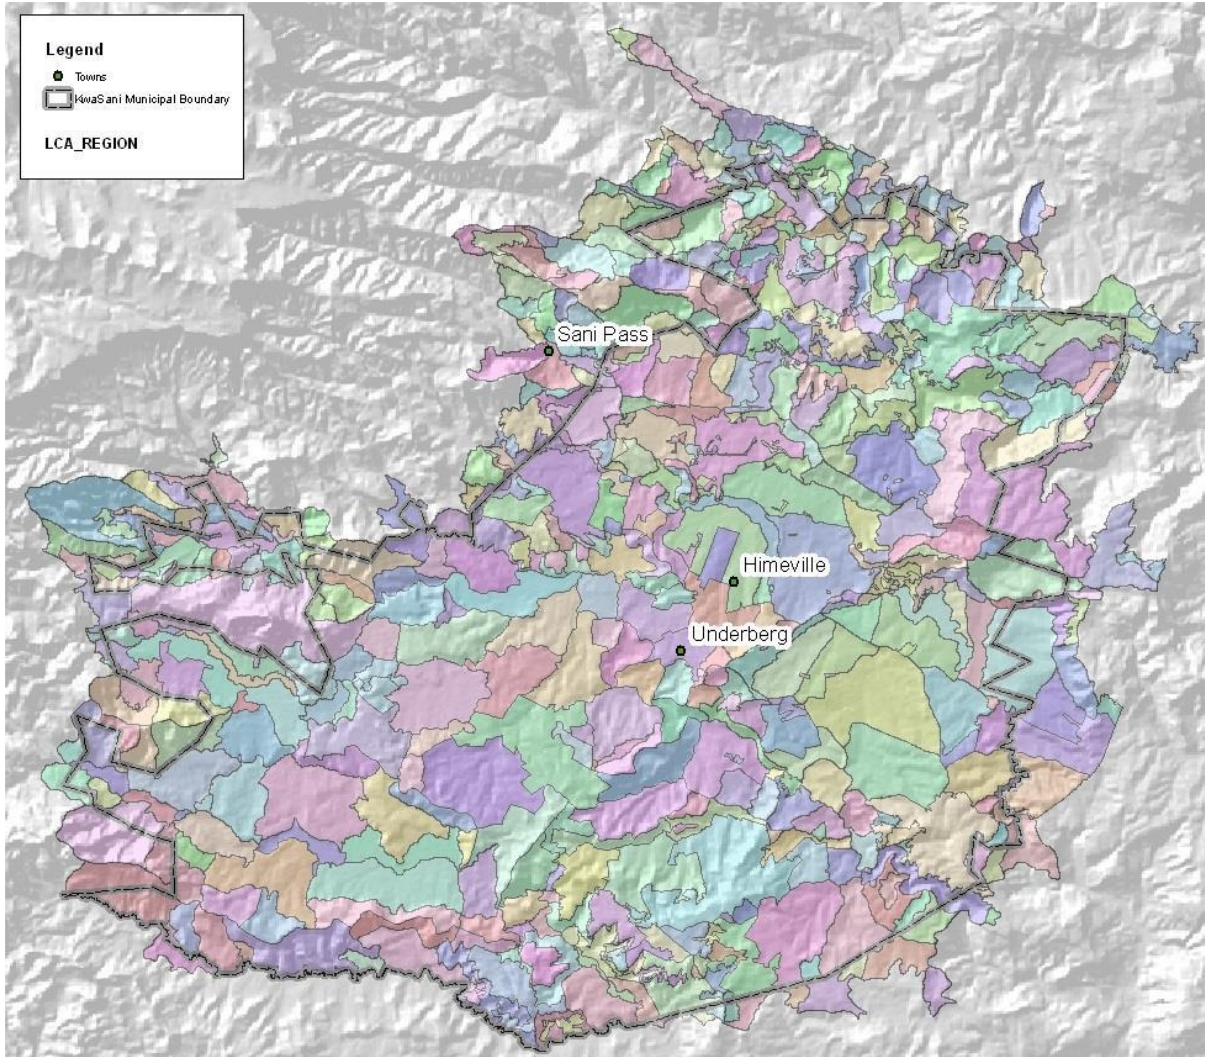 Legend
Towns
KwaSani Municipal Boundary
LCA_REGION
Sani Pass
Himeville
Underberg